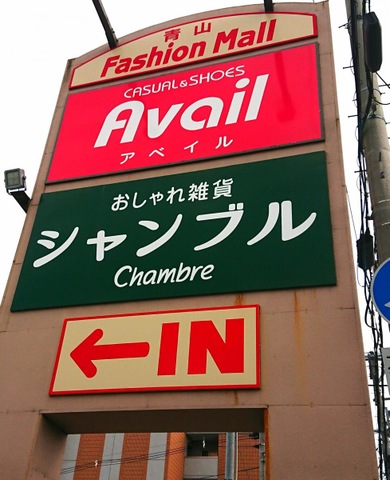 青山
Fashion Mall
CASUAL&SHOES
Avail
アベイル
おしゃれ雑貨
シャンブル
Chambre
←IN